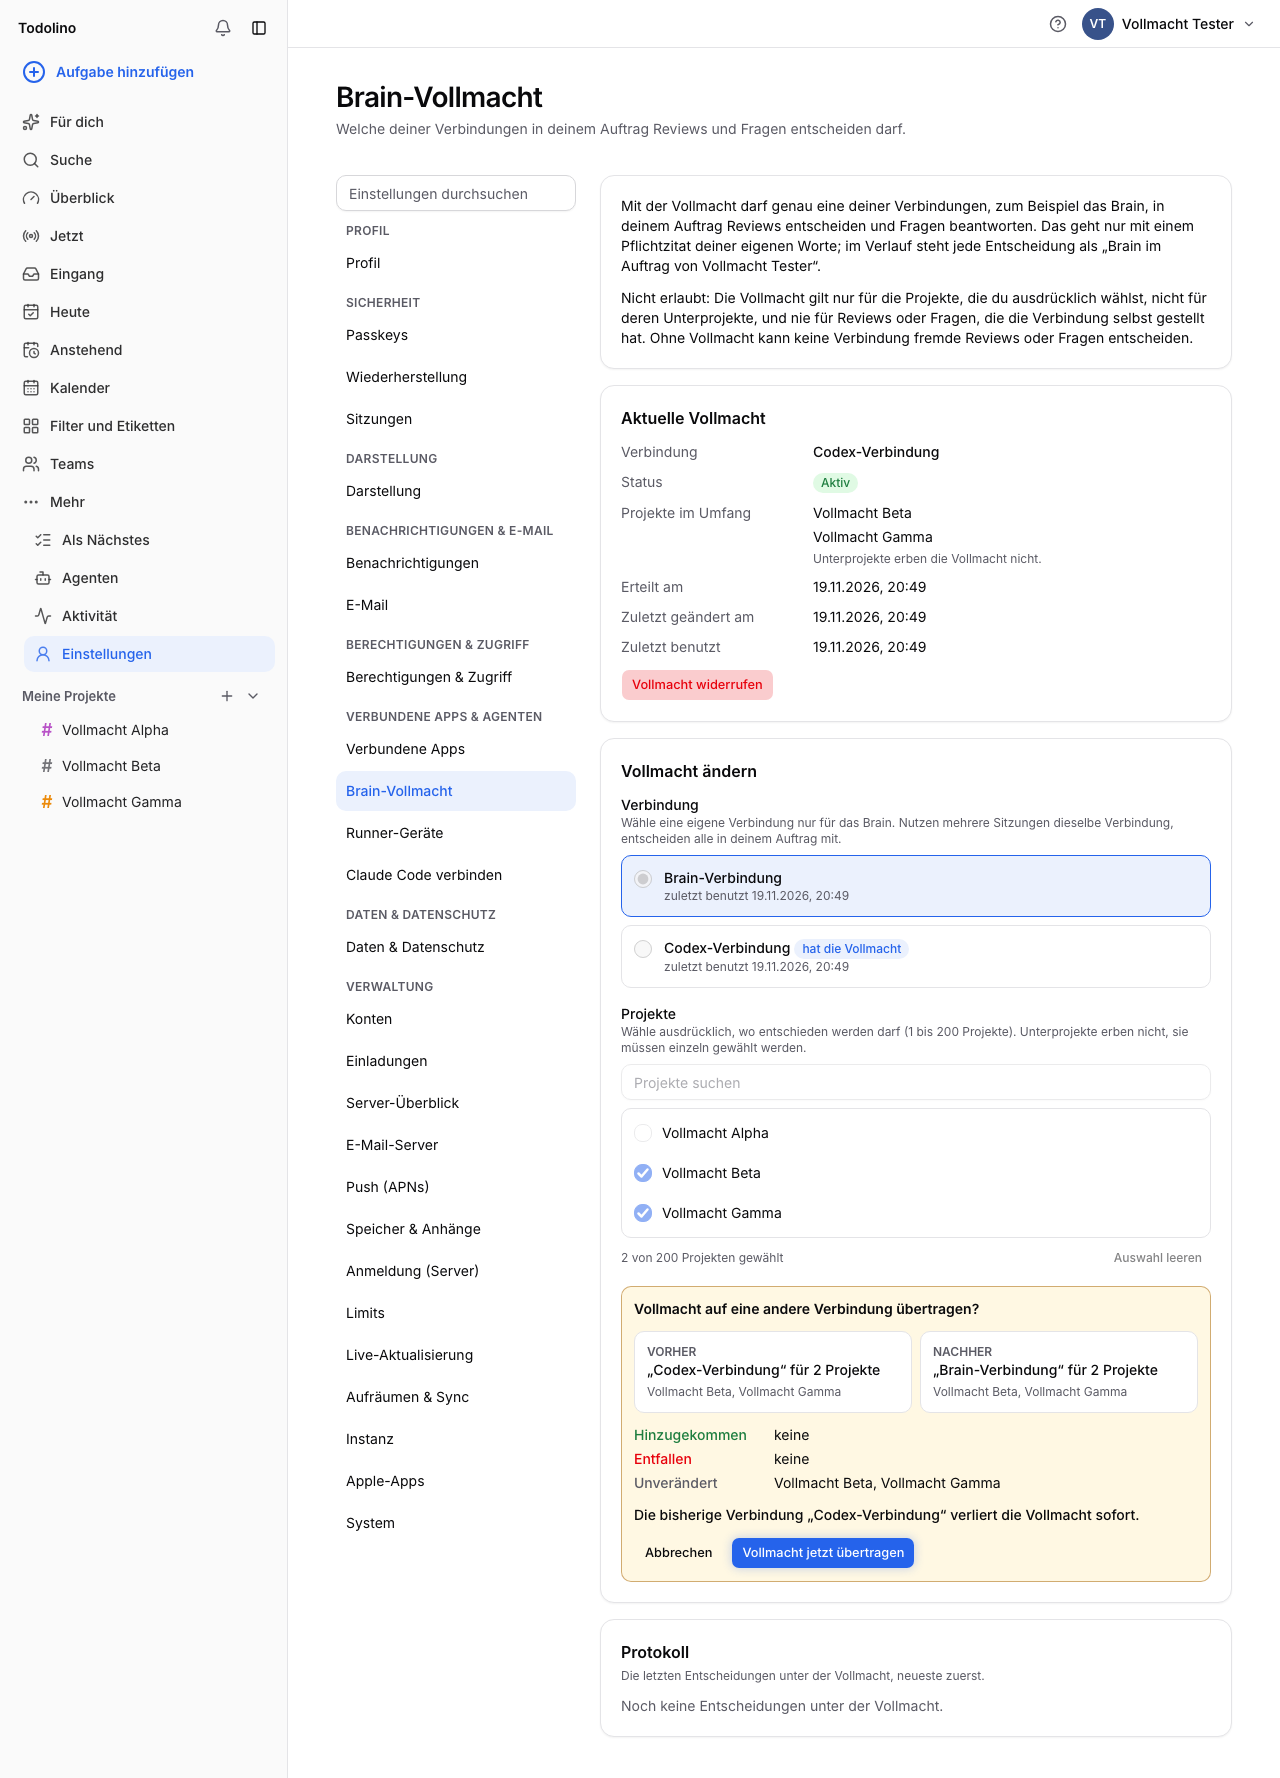 Todolino
Aufgabe hinzufügen
Für dich
Suche
Überblick
Jetzt
Eingang
Heute
Anstehend
Kalender
Filter und Etiketten
Teams
Mehr
Als Nächstes
Agenten
Aktivität
Einstellungen
Meine Projekte
# Vollmacht Alpha
# Vollmacht Beta
# Vollmacht Gamma
VT Vollmacht Tester
Brain-Vollmacht
Welche deiner Verbindungen in deinem Auftrag Reviews und Fragen entscheiden darf.
Einstellungen durchsuchen
PROFIL
Profil
SICHERHEIT
Passkeys
Wiederherstellung
Sitzungen
DARSTELLUNG
Darstellung
BENACHRICHTIGUNGEN & E-MAIL
Benachrichtigungen
E-Mail
BERECHTIGUNGEN & ZUGRIFF
Berechtigungen & Zugriff
VERBUNDENE APPS & AGENTEN
Verbundene Apps
Brain-Vollmacht
Runner-Geräte
Claude Code verbinden
DATEN & DATENSCHUTZ
Daten & Datenschutz
VERWALTUNG
Konten
Einladungen
Server-Überblick
E-Mail-Server
Push (APNs)
Speicher & Anhänge
Anmeldung (Server)
Limits
Live-Aktualisierung
Aufräumen & Sync
Instanz
Apple-Apps
System
Mit der Vollmacht darf genau eine deiner Verbindungen, zum Beispiel das Brain, in
deinem Auftrag Reviews entscheiden und Fragen beantworten. Das geht nur mit einem
Pflichtzitat deiner eigenen Worte; im Verlauf steht jede Entscheidung als „Brain im
Auftrag von Vollmacht Tester“.
Nicht erlaubt: Die Vollmacht gilt nur für die Projekte, die du ausdrücklich wählst, nicht für
deren Unterprojekte, und nie für Reviews oder Fragen, die die Verbindung selbst gestellt
hat. Ohne Vollmacht kann keine Verbindung fremde Reviews oder Fragen entscheiden.
Aktuelle Vollmacht
Verbindung Codex-Verbindung
Status Aktiv
Projekte im Umfang Vollmacht Beta
Vollmacht Gamma
Unterprojekte erben die Vollmacht nicht.
Erteilt am 19.11.2026, 20:49
Zuletzt geändert am 19.11.2026, 20:49
Zuletzt benutzt 19.11.2026, 20:49
Vollmacht widerrufen
Vollmacht ändern
Verbindung
Wähle eine eigene Verbindung nur für das Brain. Nutzen mehrere Sitzungen dieselbe Verbindung,
entscheiden alle in deinem Auftrag mit.
Brain-Verbindung
zuletzt benutzt 19.11.2026, 20:49
Codex-Verbindung hat die Vollmacht
zuletzt benutzt 19.11.2026, 20:49
Projekte
Wähle ausdrücklich, wo entschieden werden darf (1 bis 200 Projekte). Unterprojekte erben nicht, sie
müssen einzeln gewählt werden.
Projekte suchen
Vollmacht Alpha
Vollmacht Beta
Vollmacht Gamma
2 von 200 Projekten gewählt Auswahl leeren
Vollmacht auf eine andere Verbindung übertragen?
VORHER
„Codex-Verbindung“ für 2 Projekte
Vollmacht Beta, Vollmacht Gamma
NACHHER
„Brain-Verbindung“ für 2 Projekte
Vollmacht Beta, Vollmacht Gamma
Hinzugekommen keine
Entfallen keine
Unverändert Vollmacht Beta, Vollmacht Gamma
Die bisherige Verbindung „Codex-Verbindung“ verliert die Vollmacht sofort.
Abbrechen Vollmacht jetzt übertragen
Protokoll
Die letzten Entscheidungen unter der Vollmacht, neueste zuerst.
Noch keine Entscheidungen unter der Vollmacht.